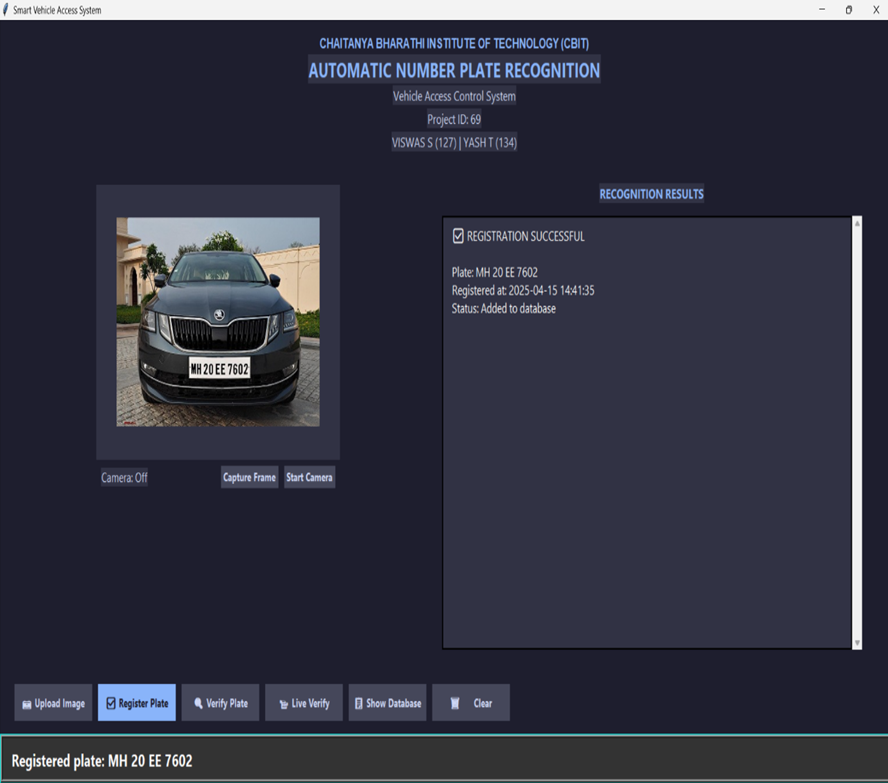 Smart Vehicle Access System
CHAITANYA BHARATHI INSTITUTE OF TECHNOLOGY (CBIT)
AUTOMATIC NUMBER PLATE RECOGNITION
Vehicle Access Control System
Project ID: 69
VISWAS S (127) | YASH T (134)
MH 20 EE 7602
Camera: Off
Capture Frame
Start Camera
RECOGNITION RESULTS
REGISTRATION SUCCESSFUL
Plate: MH 20 EE 7602
Registered at: 2025-04-15 14:41:35
Status: Added to database
Upload Image
Register Plate
Verify Plate
Live Verify
Show Database
Clear
Registered plate: MH 20 EE 7602